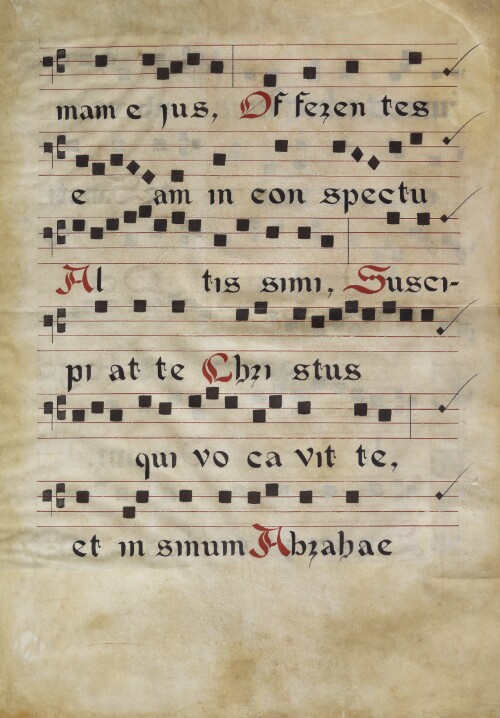 mam e jus, Offeren tes
e am in con spectu
Al tis simi, Susci-
pi at te Chri stus
qui vo ca vit te,
et in sinum Abrahae